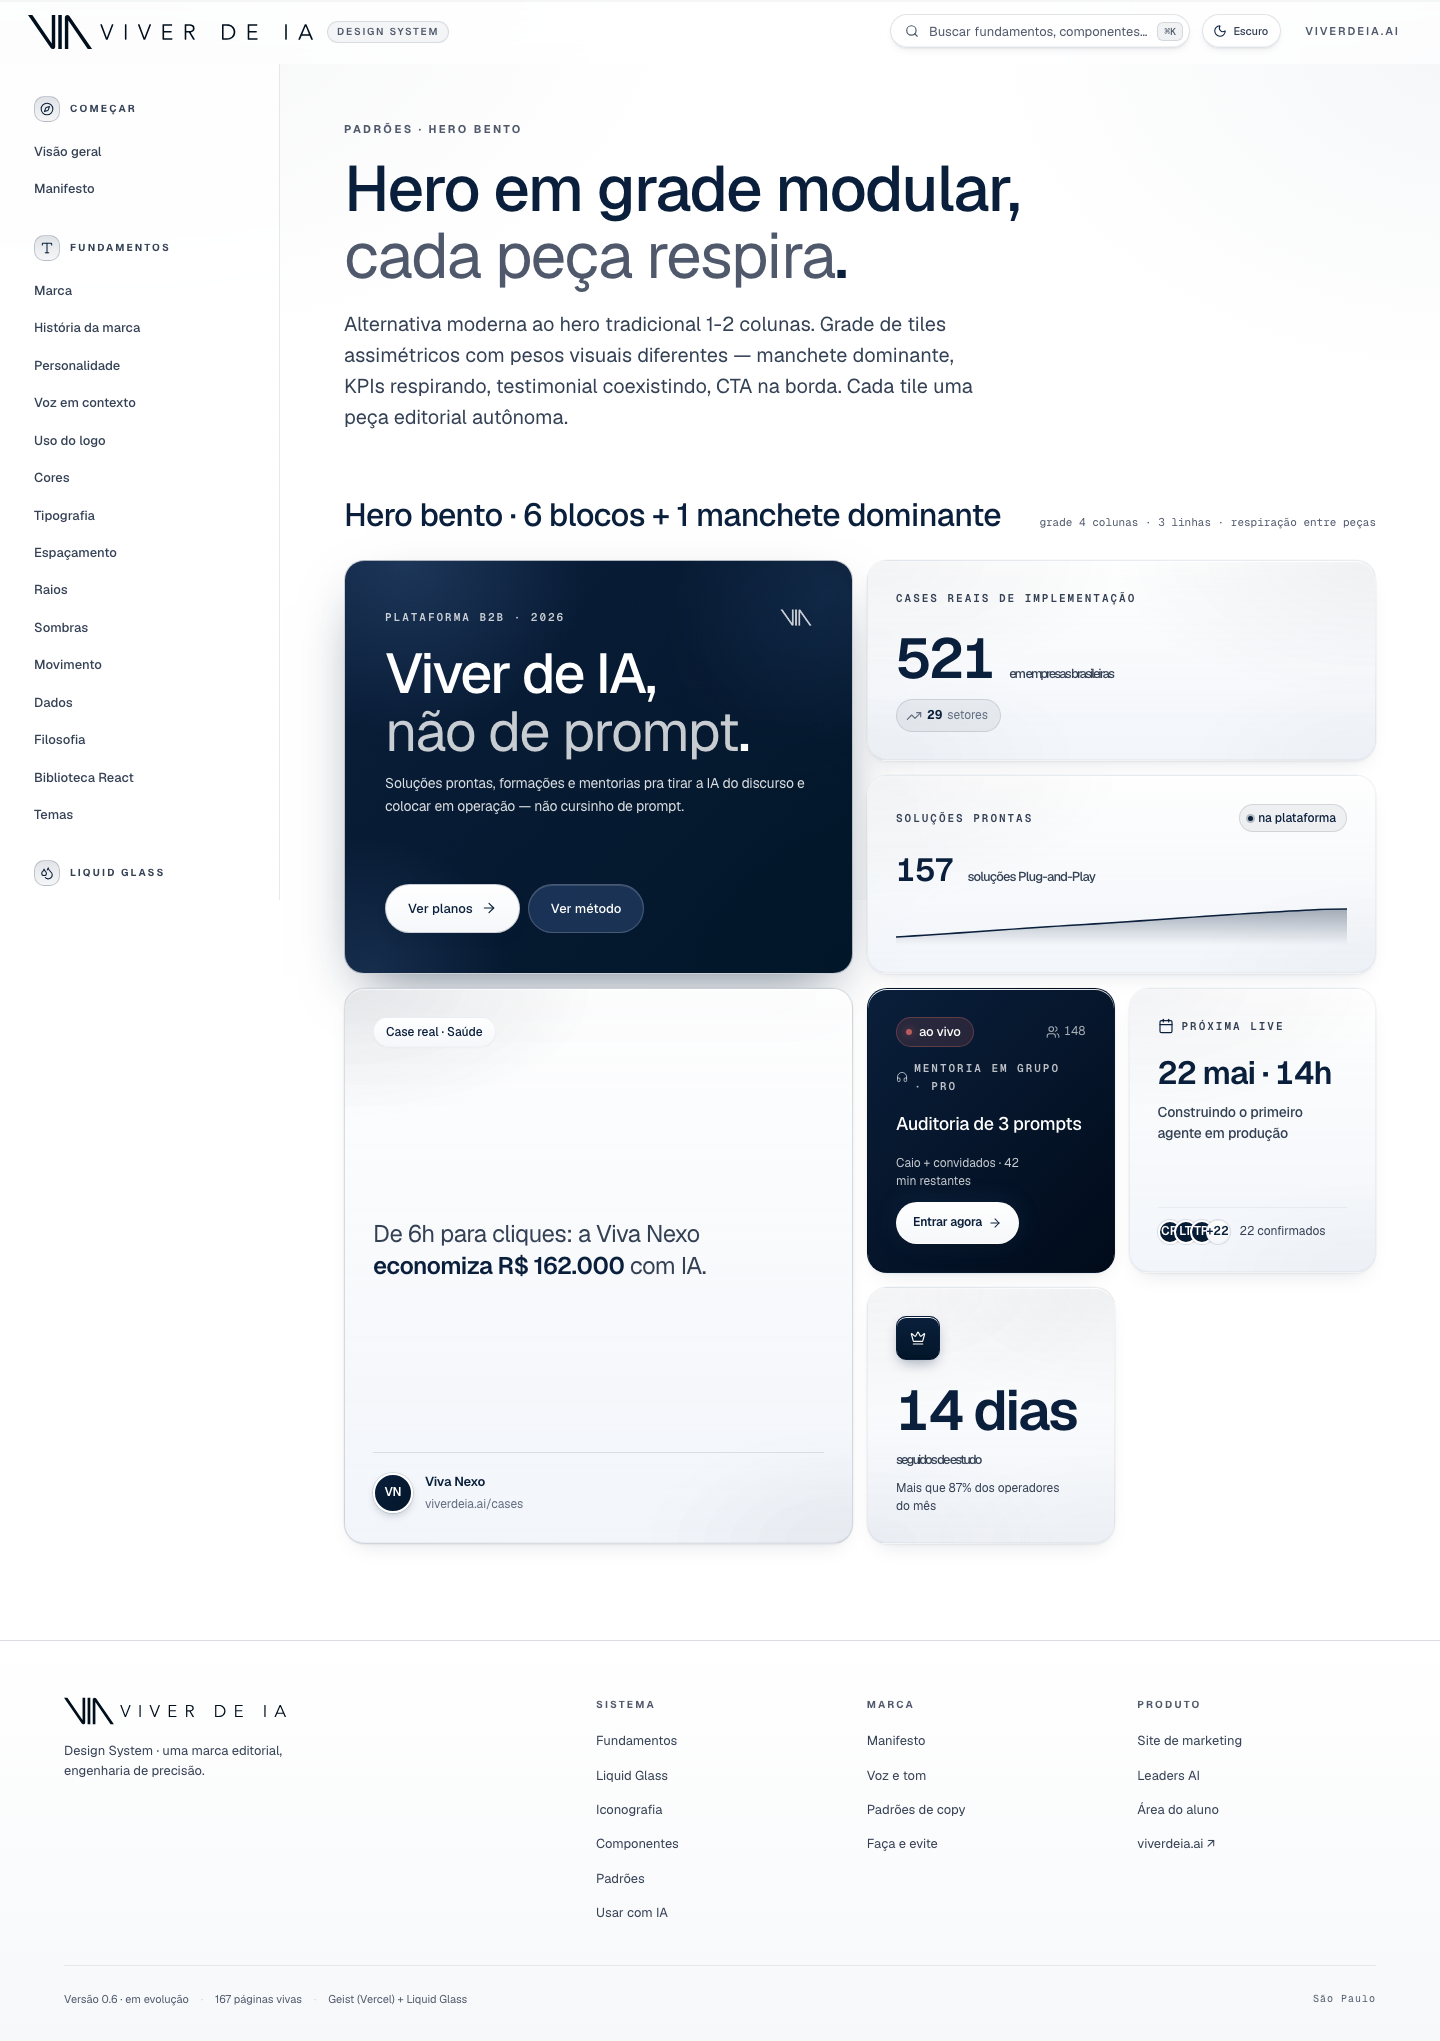 VIVER DE IA
DESIGN SYSTEM
Buscar fundamentos, componentes...
⌘K
Escuro
VIVERDEIA.AI
COMEÇAR
Visão geral
Manifesto
FUNDAMENTOS
Marca
História da marca
Personalidade
Voz em contexto
Uso do logo
Cores
Tipografia
Espaçamento
Raios
Sombras
Movimento
Dados
Filosofia
Biblioteca React
Temas
LIQUID GLASS
PADRÕES · HERO BENTO
Hero em grade modular,
cada peça respira.
Alternativa moderna ao hero tradicional 1-2 colunas. Grade de tiles
assimétricos com pesos visuais diferentes — manchete dominante,
KPIs respirando, testimonial coexistindo, CTA na borda. Cada tile uma
peça editorial autônoma.
Hero bento · 6 blocos + 1 manchete dominante
grade 4 colunas · 3 linhas · respiração entre peças
PLATAFORMA B2B · 2026
Viver de IA,
não de prompt.
Soluções prontas, formações e mentorias pra tirar a IA do discurso e
colocar em operação — não cursinho de prompt.
Ver planos
Ver método
CASES REAIS DE IMPLEMENTAÇÃO
521 em empresas brasileiras
29 setores
SOLUÇÕES PRONTAS
na plataforma
157 soluções Plug-and-Play
Case real · Saúde
De 6h para cliques: a Viva Nexo
economiza R$ 162.000 com IA.
VN
Viva Nexo
viverdeia.ai/cases
ao vivo
148
MENTORIA EM GRUPO
· PRO
Auditoria de 3 prompts
Caio + convidados · 42
min restantes
Entrar agora
PRÓXIMA LIVE
22 mai · 14h
Construindo o primeiro
agente em produção
LT
+22
22 confirmados
14 dias
seguidos de estudo
Mais que 87% dos operadores
do mês
VIVER DE IA
Design System · uma marca editorial,
engenharia de precisão.
SISTEMA
Fundamentos
Liquid Glass
Iconografia
Componentes
Padrões
Usar com IA
MARCA
Manifesto
Voz e tom
Padrões de copy
Faça e evite
PRODUTO
Site de marketing
Leaders AI
Área do aluno
viverdeia.ai ↗
Versão 0.6 · em evolução · 167 páginas vivas · Geist (Vercel) + Liquid Glass
São Paulo